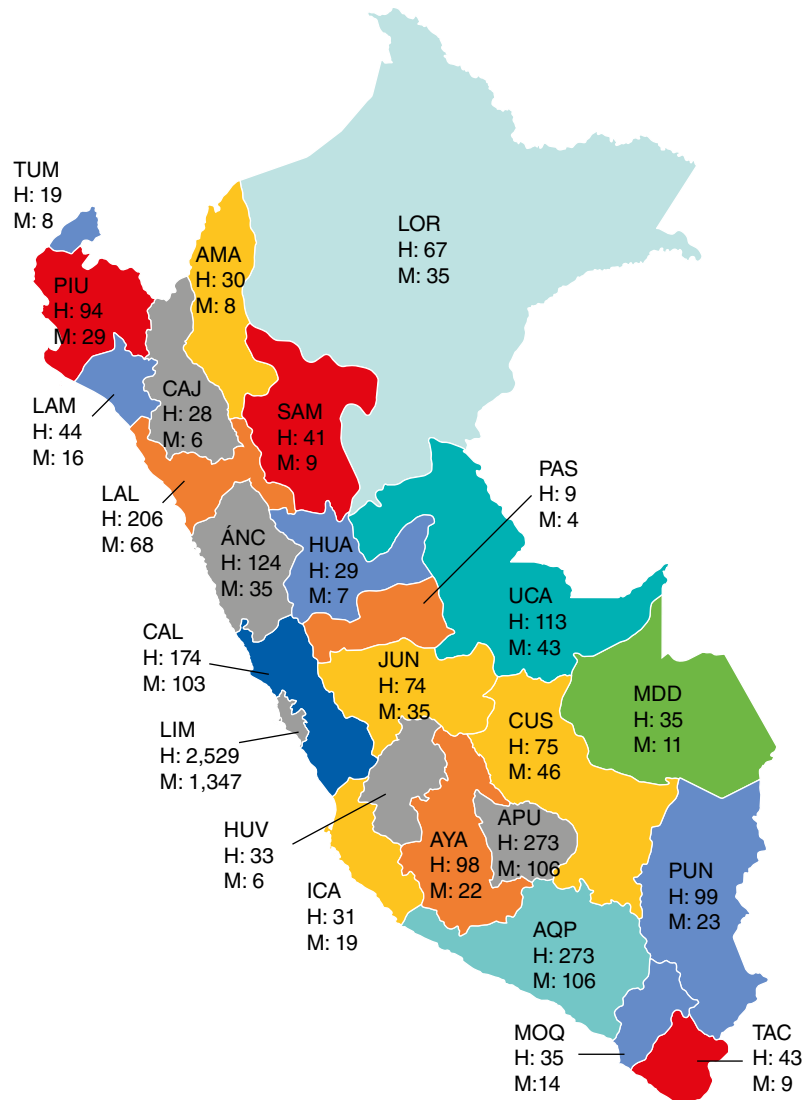 TUM
H: 19
M: 8
LOR
H: 67
M: 35
AMA
H: 30
M: 8
PIU
H: 94
M: 29
CAJ
H: 28
M: 6
LAM
H: 44
M: 16
SAM
H: 41
M: 9
PAS
H: 9
M: 4
LAL
H: 206
M: 68
ÁNC
H: 124
M: 35
HUA
H: 29
M: 7
UCA
H: 113
M: 43
CAL
H: 174
M: 103
JUN
H: 74
M: 35
MDD
H: 35
M: 11
CUS
H: 75
M: 46
LIM
H: 2,529
M: 1,347
HUV
H: 33
M: 6
APU
H: 273
M: 106
AYA
H: 98
M: 22
PUN
H: 99
M: 23
ICA
H: 31
M: 19
AQP
H: 273
M: 106
MOQ
H: 35
M:14
TAC
H: 43
M: 9